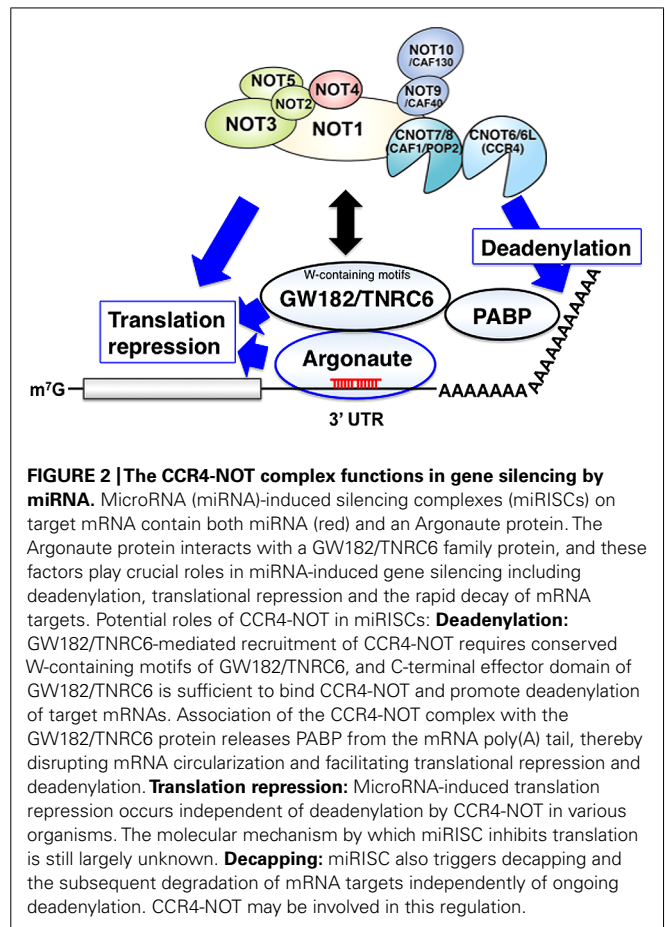 NOT10
/CAF130
NOT5
NOT4
NOT9
/CAF40
NOT2
NOT3
NOT1
CNOT7/8
(CAF1/POP2)
CNOT6/6L
(CCR4)
Deadenylation
W-containing motifs
GW182/TNRC6
PABP
Translation
repression
Argonaute
AAAAAAAAAAA
m7G
AAAAAAA
3' UTR
FIGURE 2 | The CCR4-NOT complex functions in gene silencing by
miRNA. MicroRNA (miRNA)-induced silencing complexes (miRISCs) on
target mRNA contain both miRNA (red) and an Argonaute protein. The
Argonaute protein interacts with a GW182/TNRC6 family protein, and these
factors play crucial roles in miRNA-induced gene silencing including
deadenylation, translational repression and the rapid decay of mRNA
targets. Potential roles of CCR4-NOT in miRISCs: Deadenylation:
GW182/TNRC6-mediated recruitment of CCR4-NOT requires conserved
W-containing motifs of GW182/TNRC6, and C-terminal effector domain of
GW182/TNRC6 is sufficient to bind CCR4-NOT and promote deadenylation
of target mRNAs. Association of the CCR4-NOT complex with the
GW182/TNRC6 protein releases PABP from the mRNA poly(A) tail, thereby
disrupting mRNA circularization and facilitating translational repression and
deadenylation. Translation repression: MicroRNA-induced translation
repression occurs independent of deadenylation by CCR4-NOT in various
organisms. The molecular mechanism by which miRISC inhibits translation
is still largely unknown. Decapping: miRISC also triggers decapping and
the subsequent degradation of mRNA targets independently of ongoing
deadenylation. CCR4-NOT may be involved in this regulation.